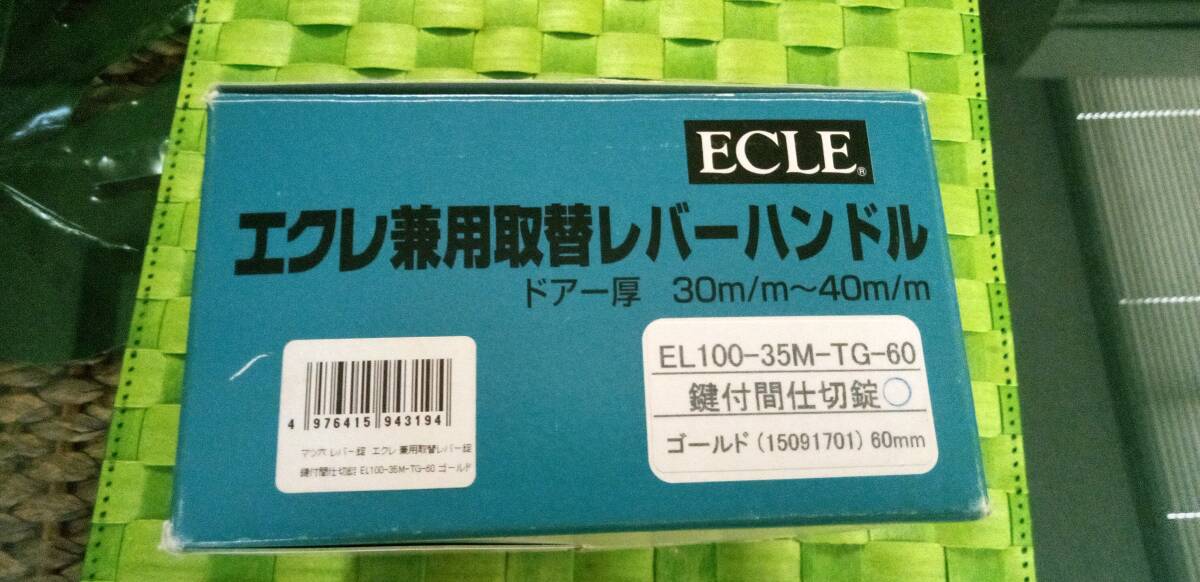 ECLE®
エクレ兼用取替レバーハンドル
ドアー厚 30m/m～40m/m
EL100-35M-TG-60
鍵付間仕切錠○
ゴールド(15091701)60mm
4 976415 943194
マツ六 レバー錠 エクレ 兼用取替レバー錠
鍵付間仕切錠 EL100-35M-TG-60 ゴールド